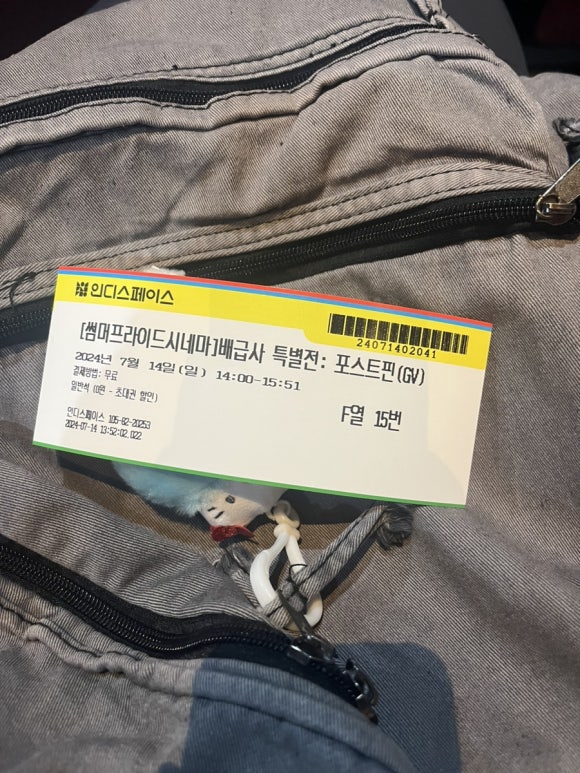 인디스페이스
24071402041
[썸머프라이드시네마]배급사 특별전: 포스트핀(GV)
2024년 7월 14일(일) 14:00-15:51
결제방법: 무료
일반석 (0원 - 초대권 할인)
F열 15번
인디스페이스 105-82-20253
2024-07-14 13:52:02.022